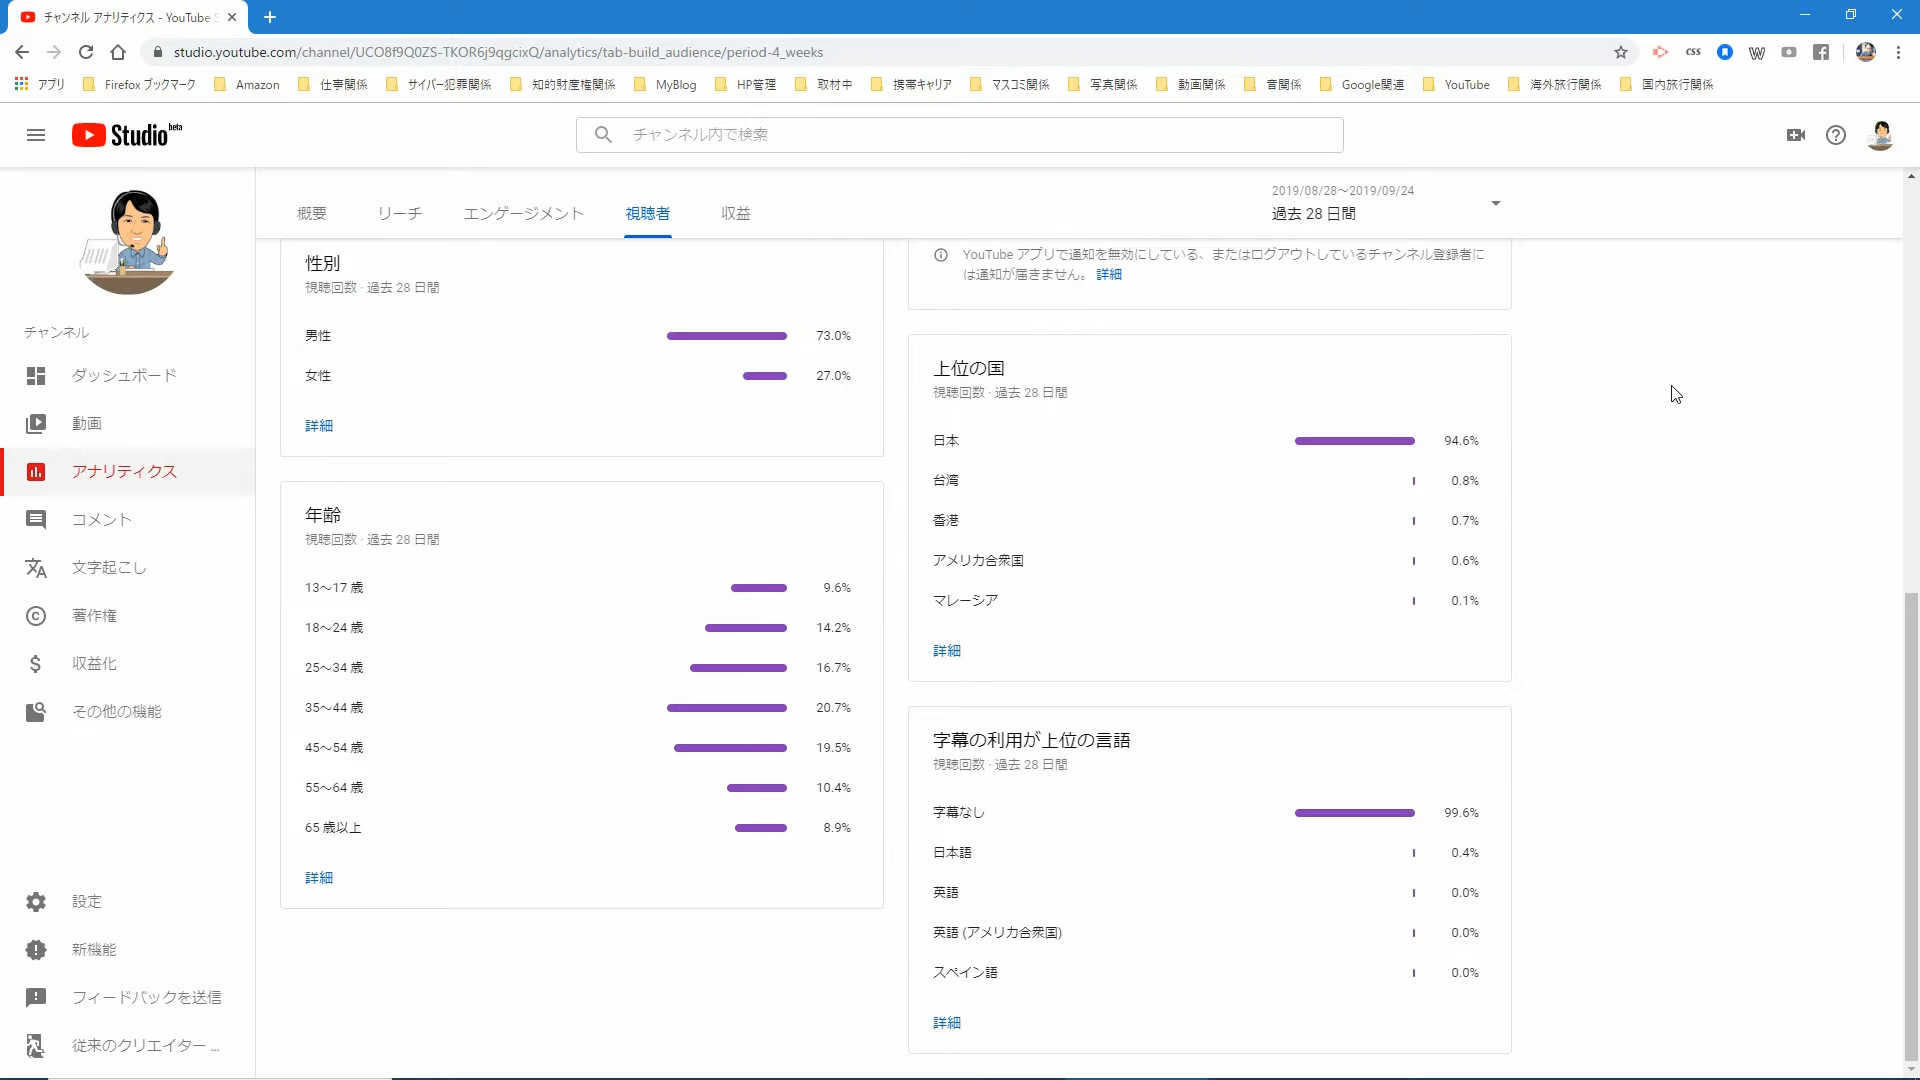 チャンネル アナリティクス - YouTube S
studio.youtube.com/channel/UCO8f9Q0ZS-TKOR6j9qgcixQ/analytics/tab-build_audience/period-4_weeks
css
W
アプリ Firefox ブックマーク Amazon 仕事関係 サイバー犯罪関係 知的財産権関係 MyBlog HP管理 取材中 携帯キャリア マスコミ関係 写真関係 動画関係 音関係 Google関連 YouTube 海外旅行関係 国内旅行関係
Studio beta
チャンネル内で検索
チャンネル
ダッシュボード
動画
アナリティクス
コメント
文字起こし
著作権
収益化
その他の機能
設定
新機能
フィードバックを送信
従来のクリエイター ...
概要 リーチ エンゲージメント 視聴者 収益
2019/08/28～2019/09/24
過去 28 日間
性別
視聴回数 · 過去 28 日間
男性 73.0%
女性 27.0%
詳細
年齢
視聴回数 · 過去 28 日間
13～17 歳 9.6%
18～24 歳 14.2%
25～34 歳 16.7%
35～44 歳 20.7%
45～54 歳 19.5%
55～64 歳 10.4%
65 歳以上 8.9%
詳細
YouTube アプリで通知を無効にしている、またはログアウトしているチャンネル登録者に
は通知が届きません。 詳細
上位の国
視聴回数 · 過去 28 日間
日本 94.6%
台湾 0.8%
香港 0.7%
アメリカ合衆国 0.6%
マレーシア 0.1%
詳細
字幕の利用が上位の言語
視聴回数 · 過去 28 日間
字幕なし 99.6%
日本語 0.4%
英語 0.0%
英語 (アメリカ合衆国) 0.0%
スペイン語 0.0%
詳細